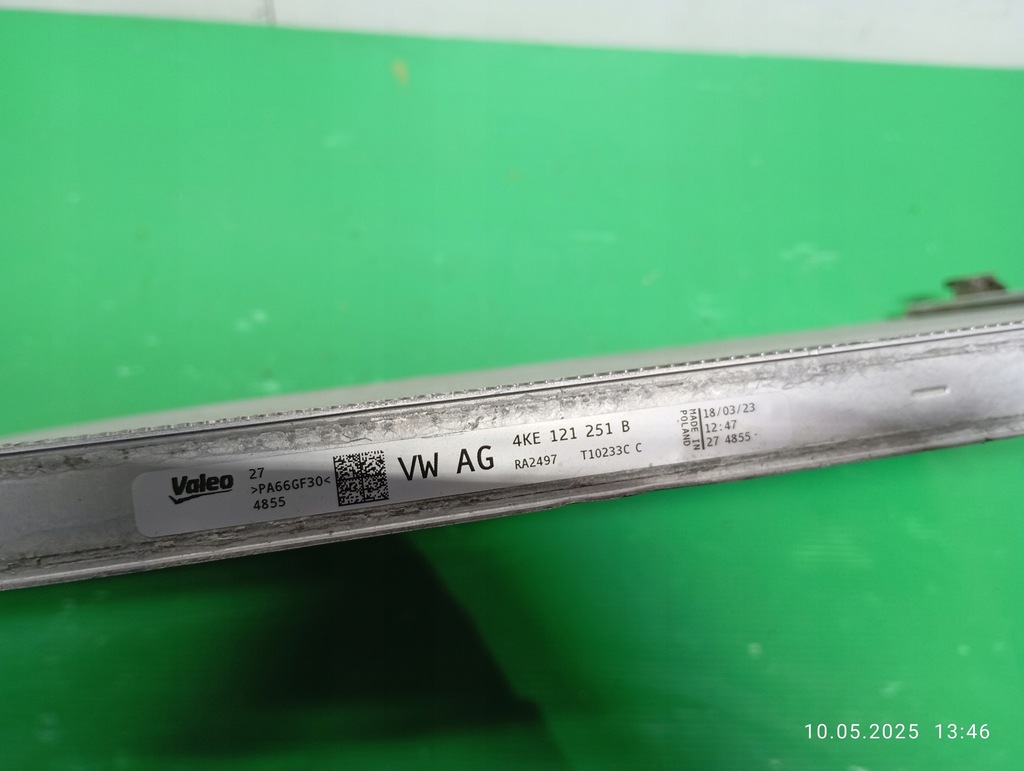 Valeo
27
>PA66GF30<
4855
VW AG
4KE 121 251 B
RA2497 T10233C C
MADE IN
POLAND
18/03/23
12:47
27 4855
10.05.2025 13:46